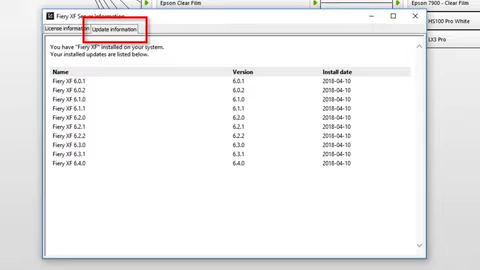 Epson 7900 - Clear Film
Epson Pro 7900 - Clear Film
Fiery XF Server Information
HS100 Pro White
LX3 Pro
License information
Update information
You have "Fiery XF" installed on your system.
Your installed updates are listed below.
Name Version Install date
Fiery XF 6.0.1 6.0.1 2018-04-10
Fiery XF 6.0.2 6.0.2 2018-04-10
Fiery XF 6.1.0 6.1.0 2018-04-10
Fiery XF 6.1.1 6.1.1 2018-04-10
Fiery XF 6.2.0 6.2.0 2018-04-10
Fiery XF 6.2.1 6.2.1 2018-04-10
Fiery XF 6.2.2 6.2.2 2018-04-10
Fiery XF 6.3.0 6.3.0 2018-04-10
Fiery XF 6.3.1 6.3.1 2018-04-10
Fiery XF 6.4.0 6.4.0 2018-04-10